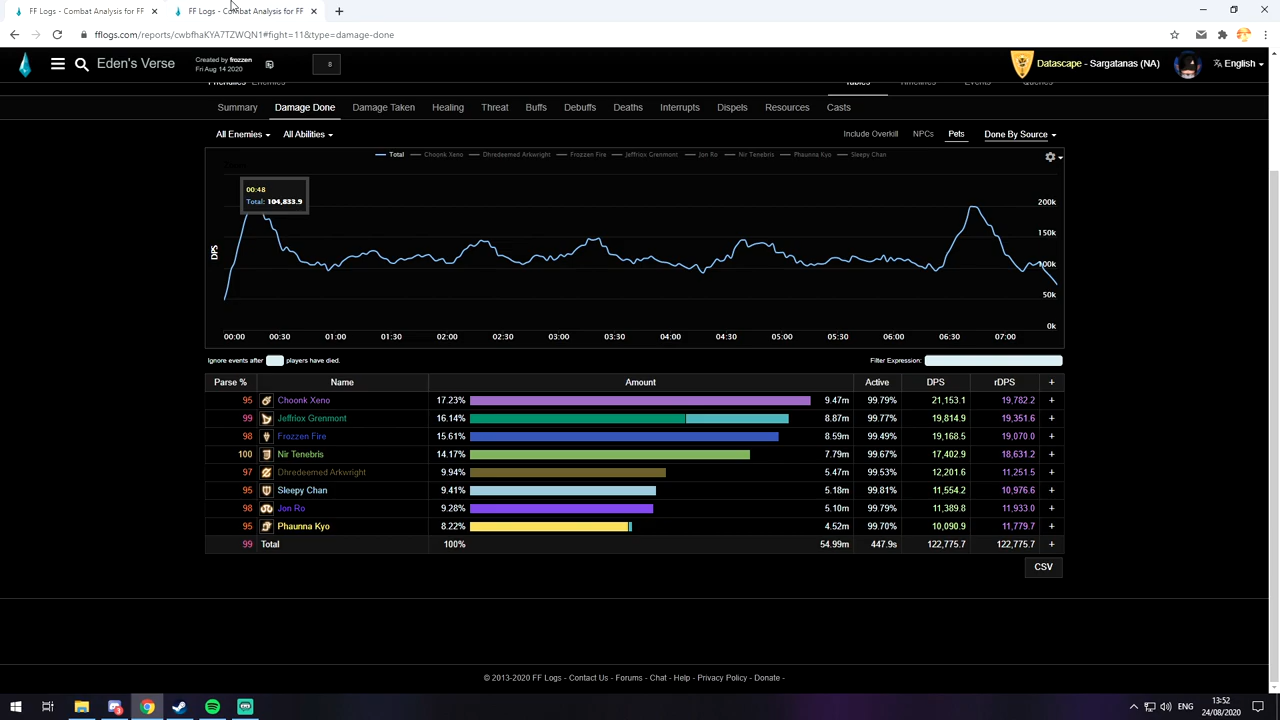 FF Logs - Combat Analysis for FF
FF Logs - Combat Analysis for FF
fflogs.com/reports/cwbfhaKYA7TZWQN1#fight=11&type=damage-done
Eden's Verse
Created by frozzen
Fri Aug 14 2020
8
Datascape - Sargatanas (NA)
English
Friendlies Enemies
Tables Timelines Events Queries
Summary Damage Done Damage Taken Healing Threat Buffs Debuffs Deaths Interrupts Dispels Resources Casts
All Enemies All Abilities Include Overkill NPCs Pets Done By Source
Total Choonk Xeno Dhredeemed Arkwright Frozzen Fire Jeffriox Grenmont Jon Ro Nir Tenebris Phaunna Kyo Sleepy Chan
00:48
Total: 104,833.9
200k
150k
100k
50k
0k
DPS
00:00 00:30 01:00 01:30 02:00 02:30 03:00 03:30 04:00 04:30 05:00 05:30 06:00 06:30 07:00
Ignore events after players have died. Filter Expression:
Parse % Name Amount Active DPS rDPS +
95 Choonk Xeno 17.23% 9.47m 99.79% 21,153.1 19,782.2 +
99 Jeffriox Grenmont 16.14% 8.87m 99.77% 19,814.9 19,351.6 +
98 Frozzen Fire 15.61% 8.59m 99.49% 19,168.5 19,070.0 +
100 Nir Tenebris 14.17% 7.79m 99.67% 17,402.9 18,631.2 +
97 Dhredeemed Arkwright 9.94% 5.47m 99.53% 12,201.6 11,251.5 +
95 Sleepy Chan 9.41% 5.18m 99.81% 11,554.2 10,976.6 +
98 Jon Ro 9.28% 5.10m 99.79% 11,389.8 11,933.0 +
95 Phaunna Kyo 8.22% 4.52m 99.70% 10,090.9 11,779.7 +
99 Total 100% 54.99m 447.9s 122,775.7 122,775.7 +
CSV
© 2013-2020 FF Logs - Contact Us - Forums - Chat - Help - Privacy Policy - Donate -
ENG
13:52
24/08/2020